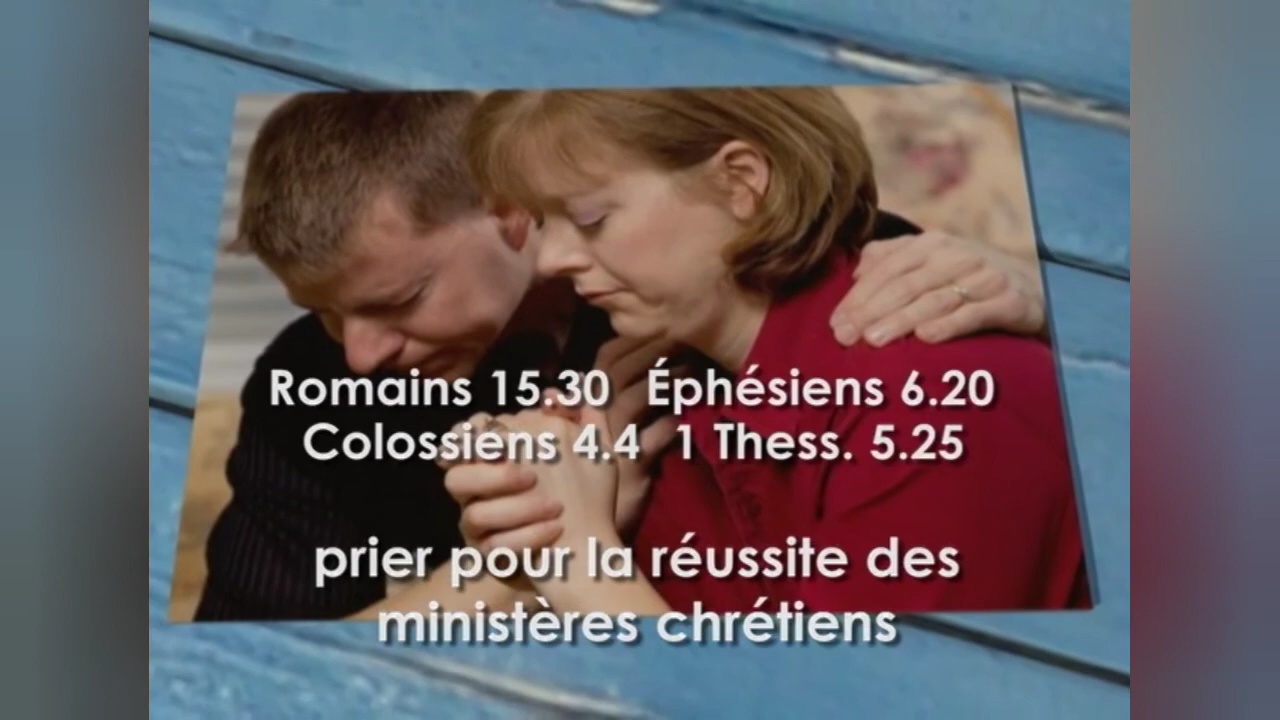 Romains 15.30 Éphésiens 6.20
Colossiens 4.4 1 Thess. 5.25
prier pour la réussite des
ministères chrétiens